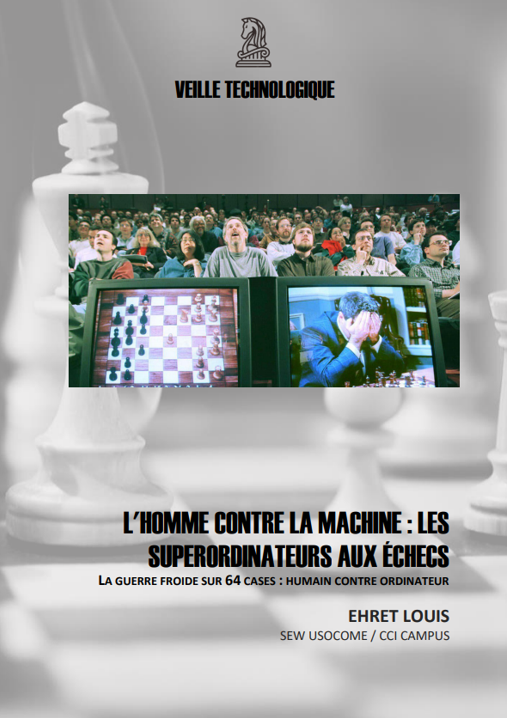 VEILLE TECHNOLOGIQUE
L'HOMME CONTRE LA MACHINE : LES
SUPERORDINATEURS AUX ÉCHECS
LA GUERRE FROIDE SUR 64 CASES : HUMAIN CONTRE ORDINATEUR
EHRET LOUIS
SEW USOCOME / CCI CAMPUS